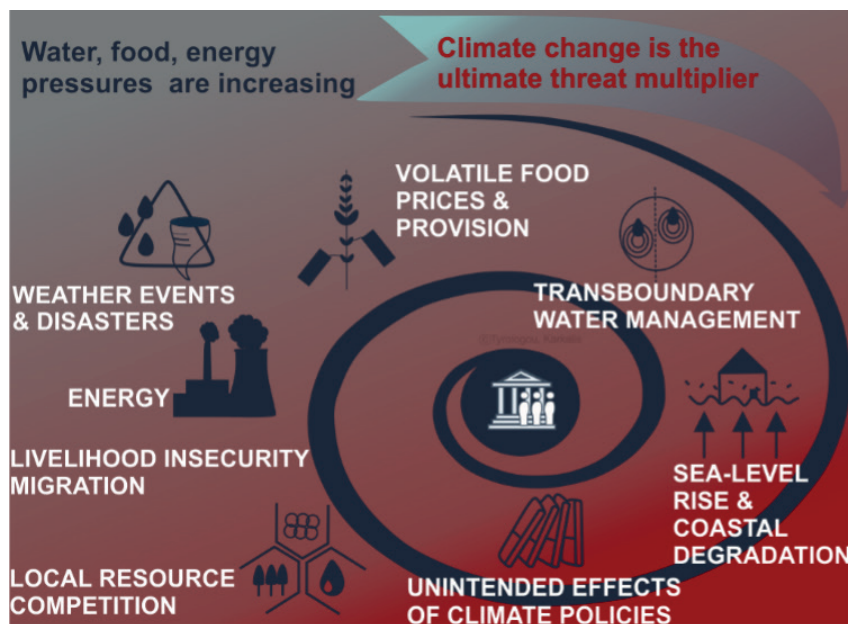 Water, food, energy
pressures are increasing
Climate change is the
ultimate threat multiplier
VOLATILE FOOD
PRICES &
PROVISION
WEATHER EVENTS
& DISASTERS
TRANSBOUNDARY
WATER MANAGEMENT
ENERGY
LIVELIHOOD INSECURITY
MIGRATION
SEA-LEVEL
RISE &
COASTAL
DEGRADATION
LOCAL RESOURCE
COMPETITION
UNINTENDED EFFECTS
OF CLIMATE POLICIES